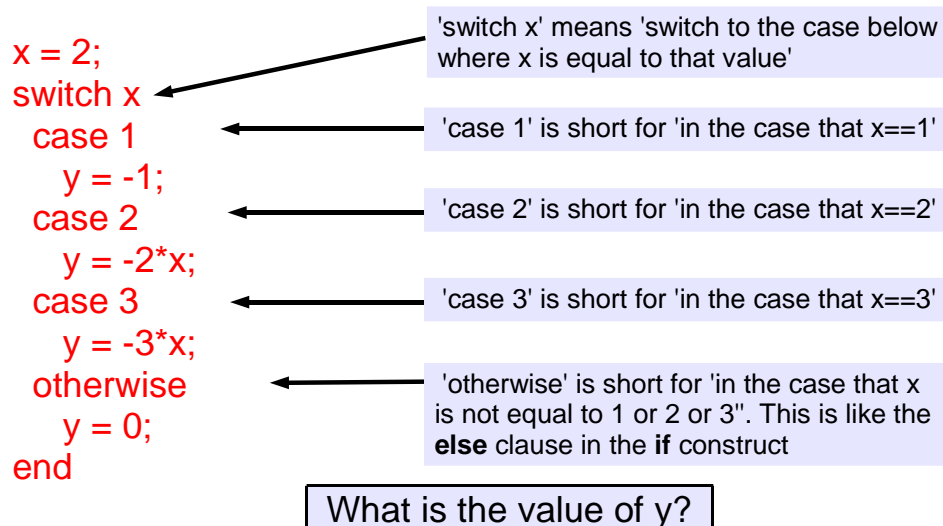 x = 2;
switch x
case 1
y = -1;
case 2
y = -2*x;
case 3
y = -3*x;
otherwise
y = 0;
end
'switch x' means 'switch to the case below
where x is equal to that value'
'case 1' is short for 'in the case that x==1'
'case 2' is short for 'in the case that x==2'
'case 3' is short for 'in the case that x==3'
'otherwise' is short for 'in the case that x
is not equal to 1 or 2 or 3''. This is like the
else clause in the if construct
What is the value of y?